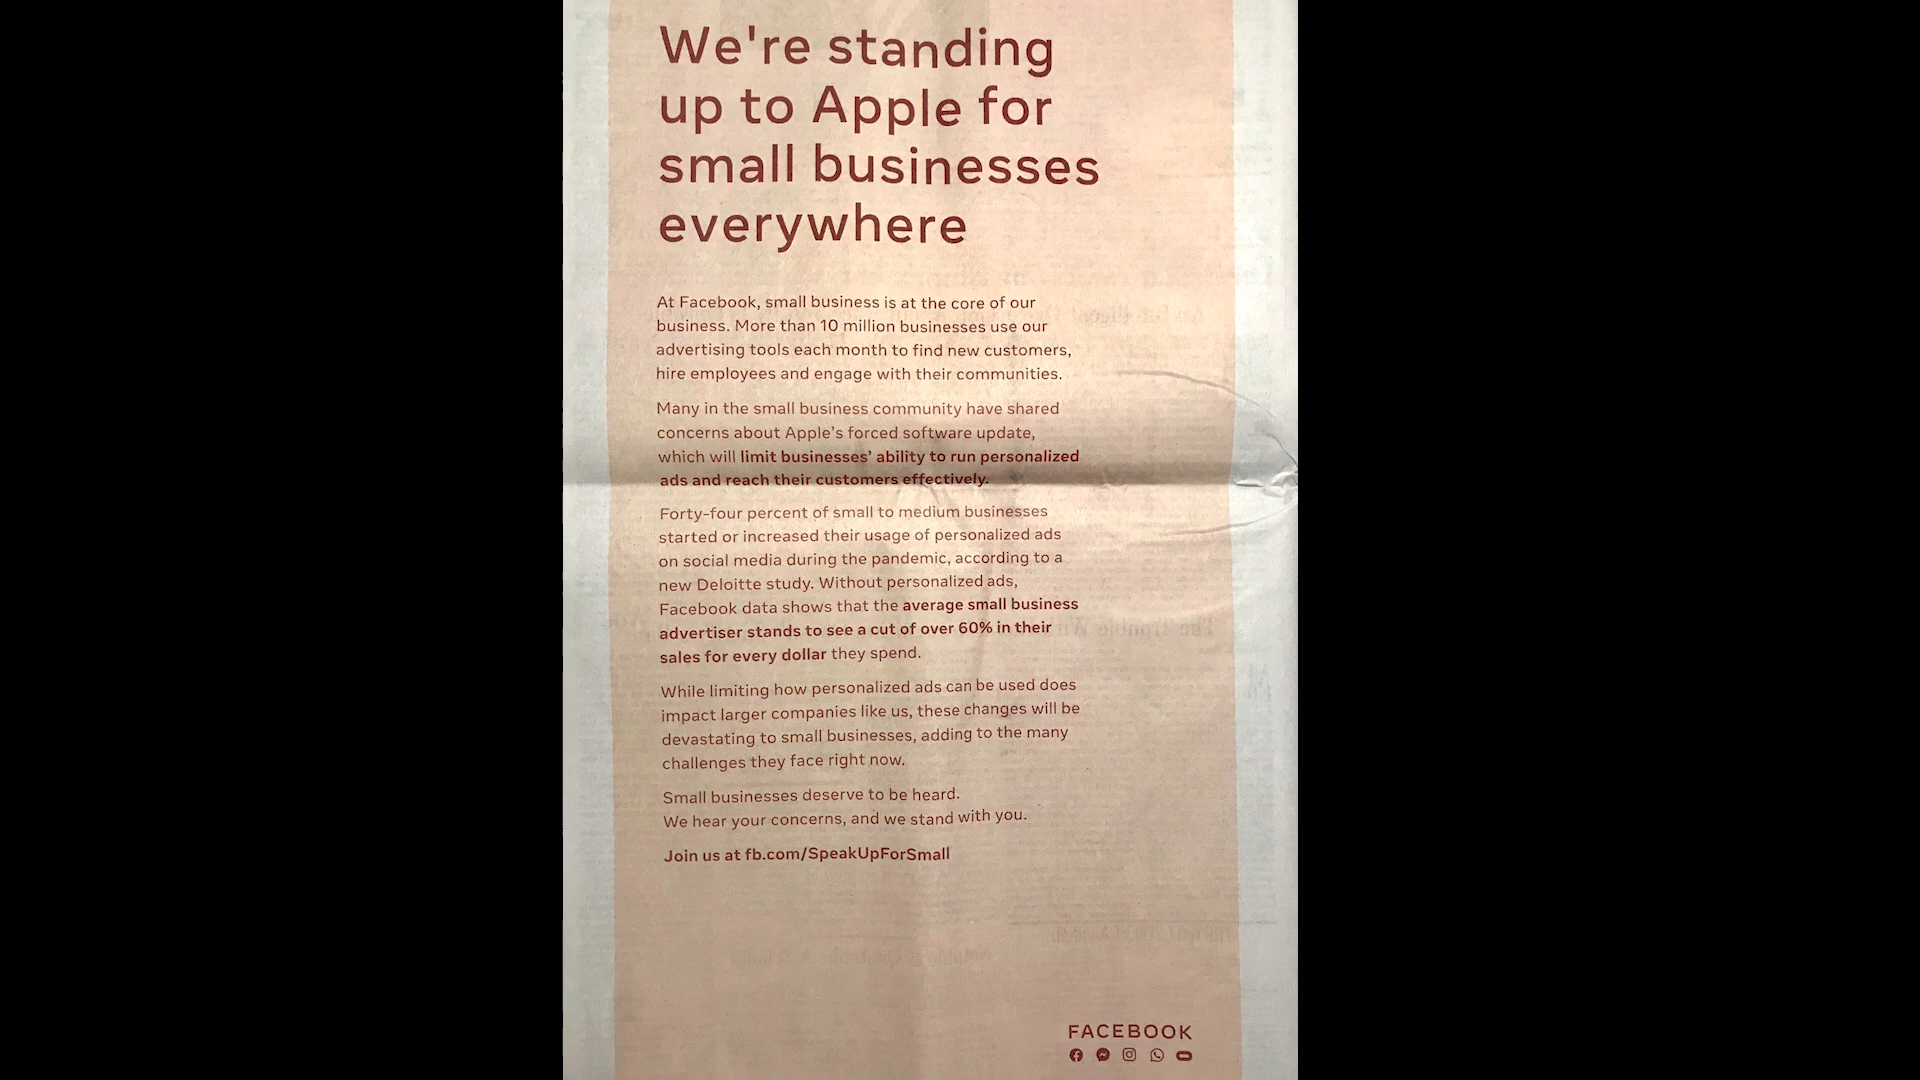 We're standing
up to Apple for
small businesses
everywhere
At Facebook, small business is at the core of our
business. More than 10 million businesses use our
advertising tools each month to find new customers,
hire employees and engage with their communities.
Many in the small business community have shared
concerns about Apple’s forced software update,
which will limit businesses’ ability to run personalized
ads and reach their customers effectively.
Forty-four percent of small to medium businesses
started or increased their usage of personalized ads
on social media during the pandemic, according to a
new Deloitte study. Without personalized ads,
Facebook data shows that the average small business
advertiser stands to see a cut of over 60% in their
sales for every dollar they spend.
While limiting how personalized ads can be used does
impact larger companies like us, these changes will be
devastating to small businesses, adding to the many
challenges they face right now.
Small businesses deserve to be heard.
We hear your concerns, and we stand with you.
Join us at fb.com/SpeakUpForSmall
FACEBOOK